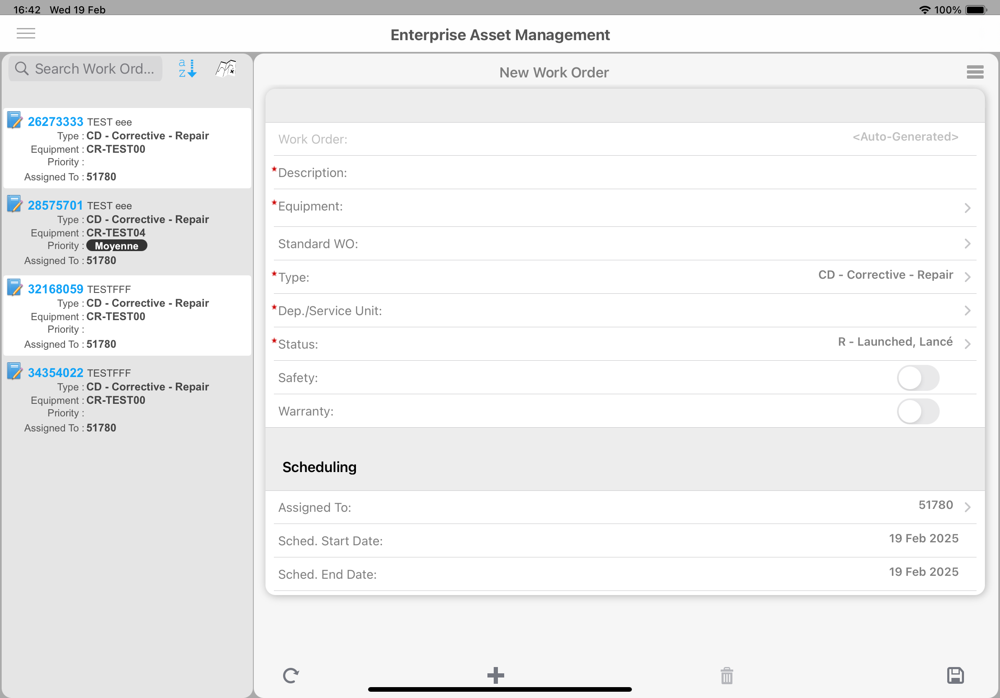 16:42 Wed 19 Feb 100%
Enterprise Asset Management
Search Work Ord...
a
z
26273333 TEST eee
Type : CD - Corrective - Repair
Equipment : CR-TEST00
Priority :
Assigned To : 51780
28575701 TEST eee
Type : CD - Corrective - Repair
Equipment : CR-TEST04
Priority : Moyenne
Assigned To : 51780
32168059 TESTFFF
Type : CD - Corrective - Repair
Equipment : CR-TEST00
Priority :
Assigned To : 51780
34354022 TESTFFF
Type : CD - Corrective - Repair
Equipment : CR-TEST00
Priority :
Assigned To : 51780
New Work Order
Work Order: <Auto-Generated>
*Description:
*Equipment:
Standard WO:
*Type: CD - Corrective - Repair
*Dep./Service Unit:
*Status: R - Launched, Lancé
Safety:
Warranty:
Scheduling
Assigned To: 51780
Sched. Start Date: 19 Feb 2025
Sched. End Date: 19 Feb 2025